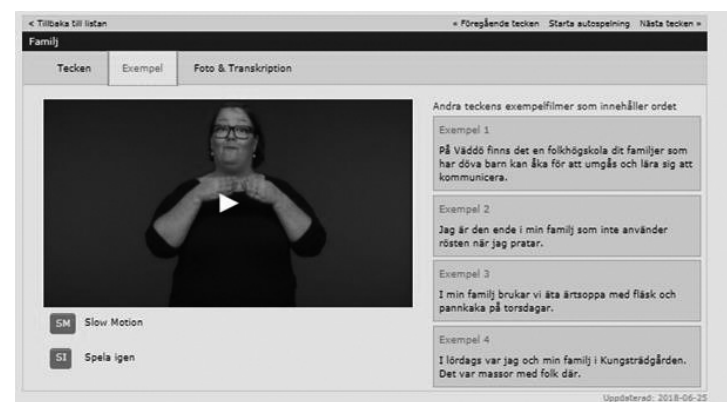 < Tillbaka till listan
« Föregående tecken Starta autospelning Nästa tecken »
Familj
Tecken Exempel Foto & Transkription
Andra teckens exempelfilmer som innehåller ordet
Exempel 1
På Väddö finns det en folkhögskola dit familjer som
har döva barn kan åka för att umgås och lära sig att
kommunicera.
Exempel 2
Jag är den ende i min familj som inte använder
rösten när jag pratar.
Exempel 3
I min familj brukar vi äta ärtsoppa med fläsk och
pannkaka på torsdagar.
Exempel 4
I lördags var jag och min familj i Kungsträdgården.
Det var massor med folk där.
SM Slow Motion
SI Spela igen
Uppdaterad: 2018-06-25